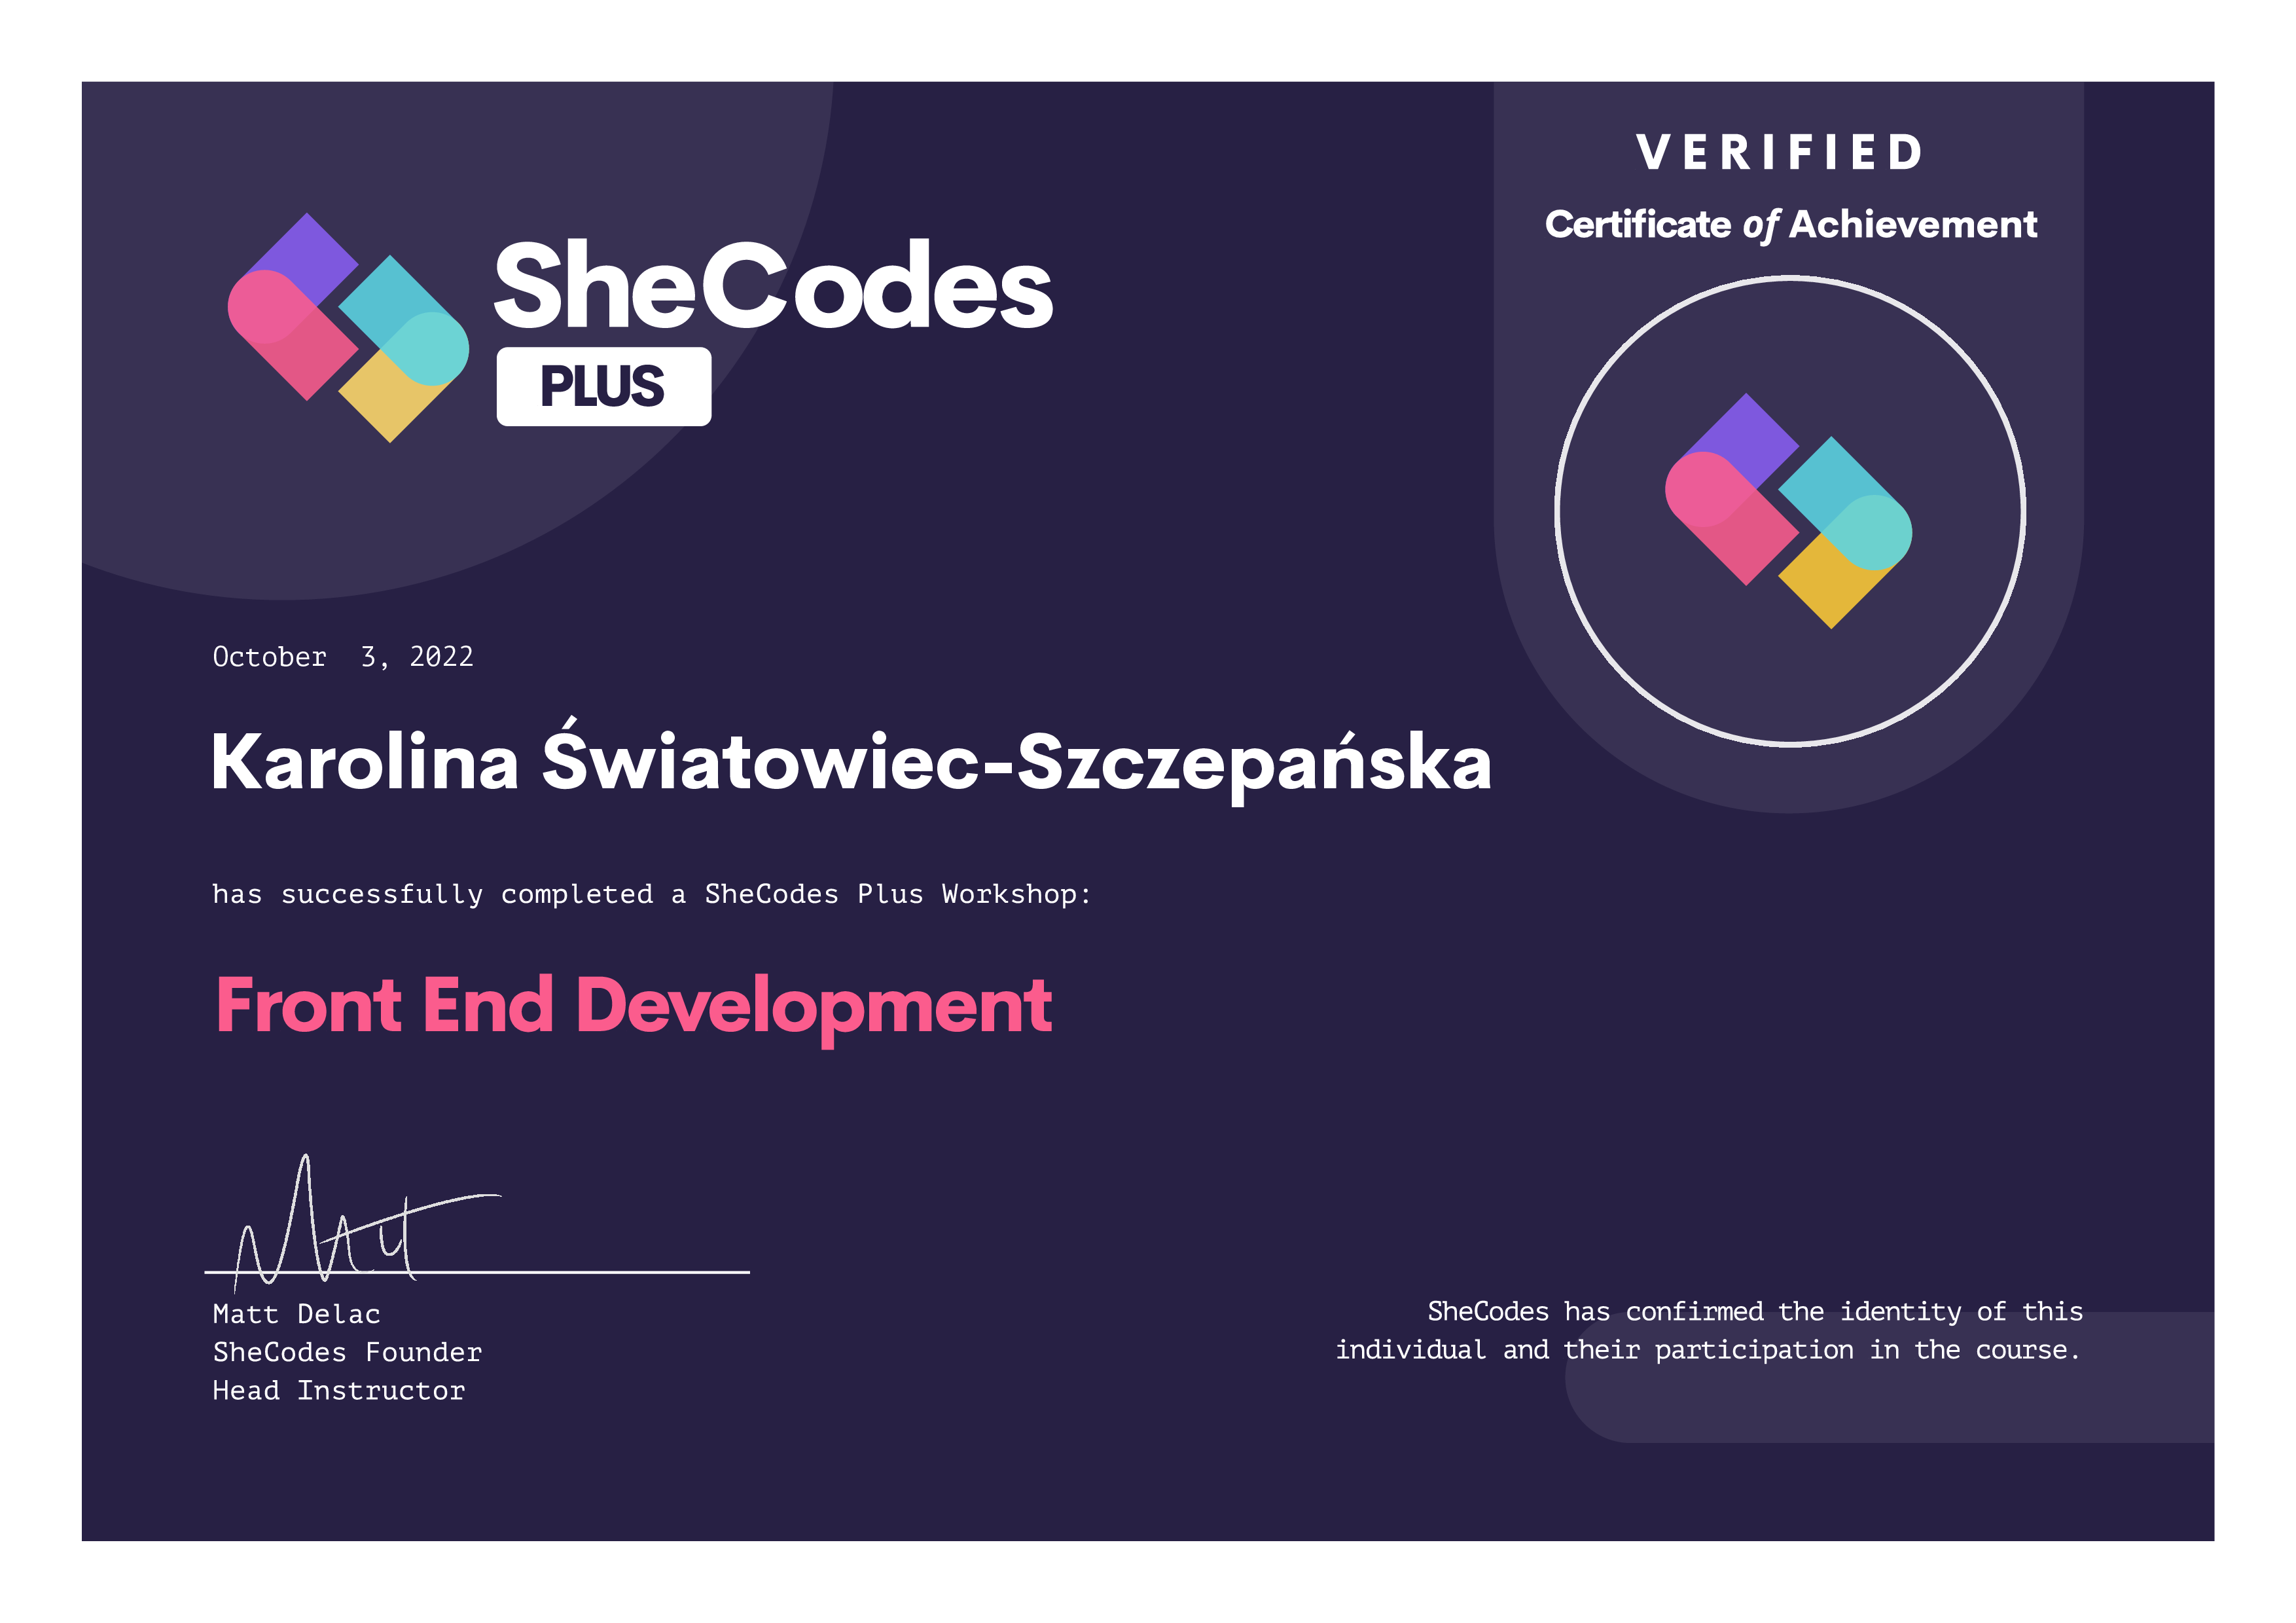 SheCodes
PLUS
VERIFIED
Certificate of Achievement
October 3, 2022
Karolina Światowiec-Szczepańska
has successfully completed a SheCodes Plus Workshop:
Front End Development
Matt
Matt Delac
SheCodes Founder
Head Instructor
SheCodes has confirmed the identity of this
individual and their participation in the course.